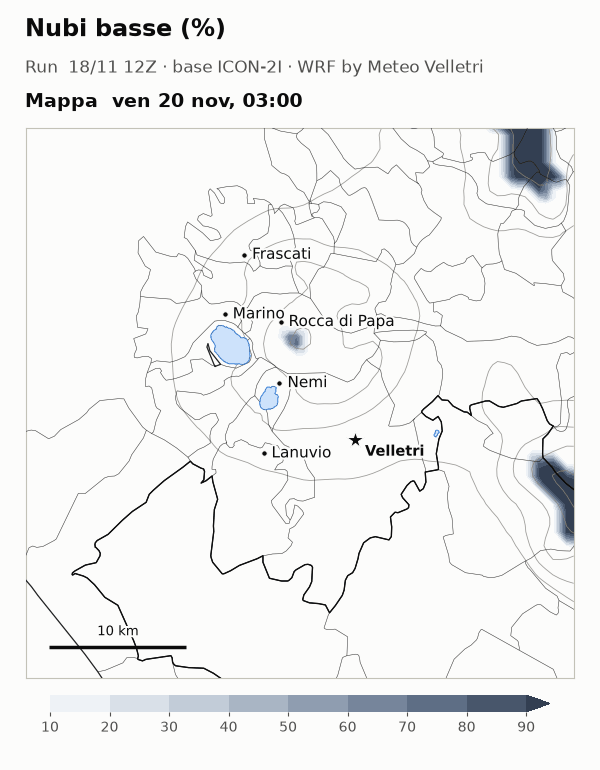 Nubi basse (%)
Run 18/11 12Z · base ICON-2I · WRF by Meteo Velletri
Mappa ven 20 nov, 03:00
Frascati
Marino
Rocca di Papa
Nemi
Lanuvio
Velletri
10 km
10 20 30 40 50 60 70 80 90